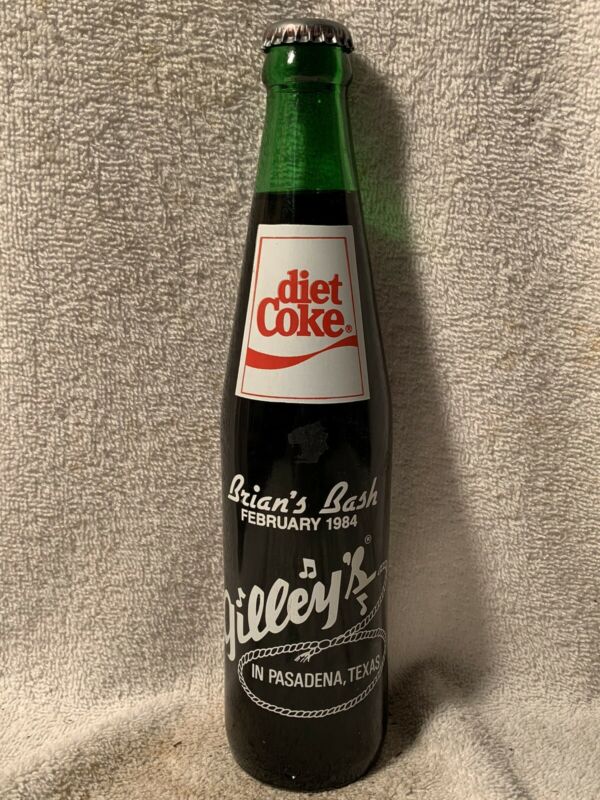 diet
Coke®
Brian's Bash
FEBRUARY 1984
Gilley's®
IN PASADENA, TEXAS